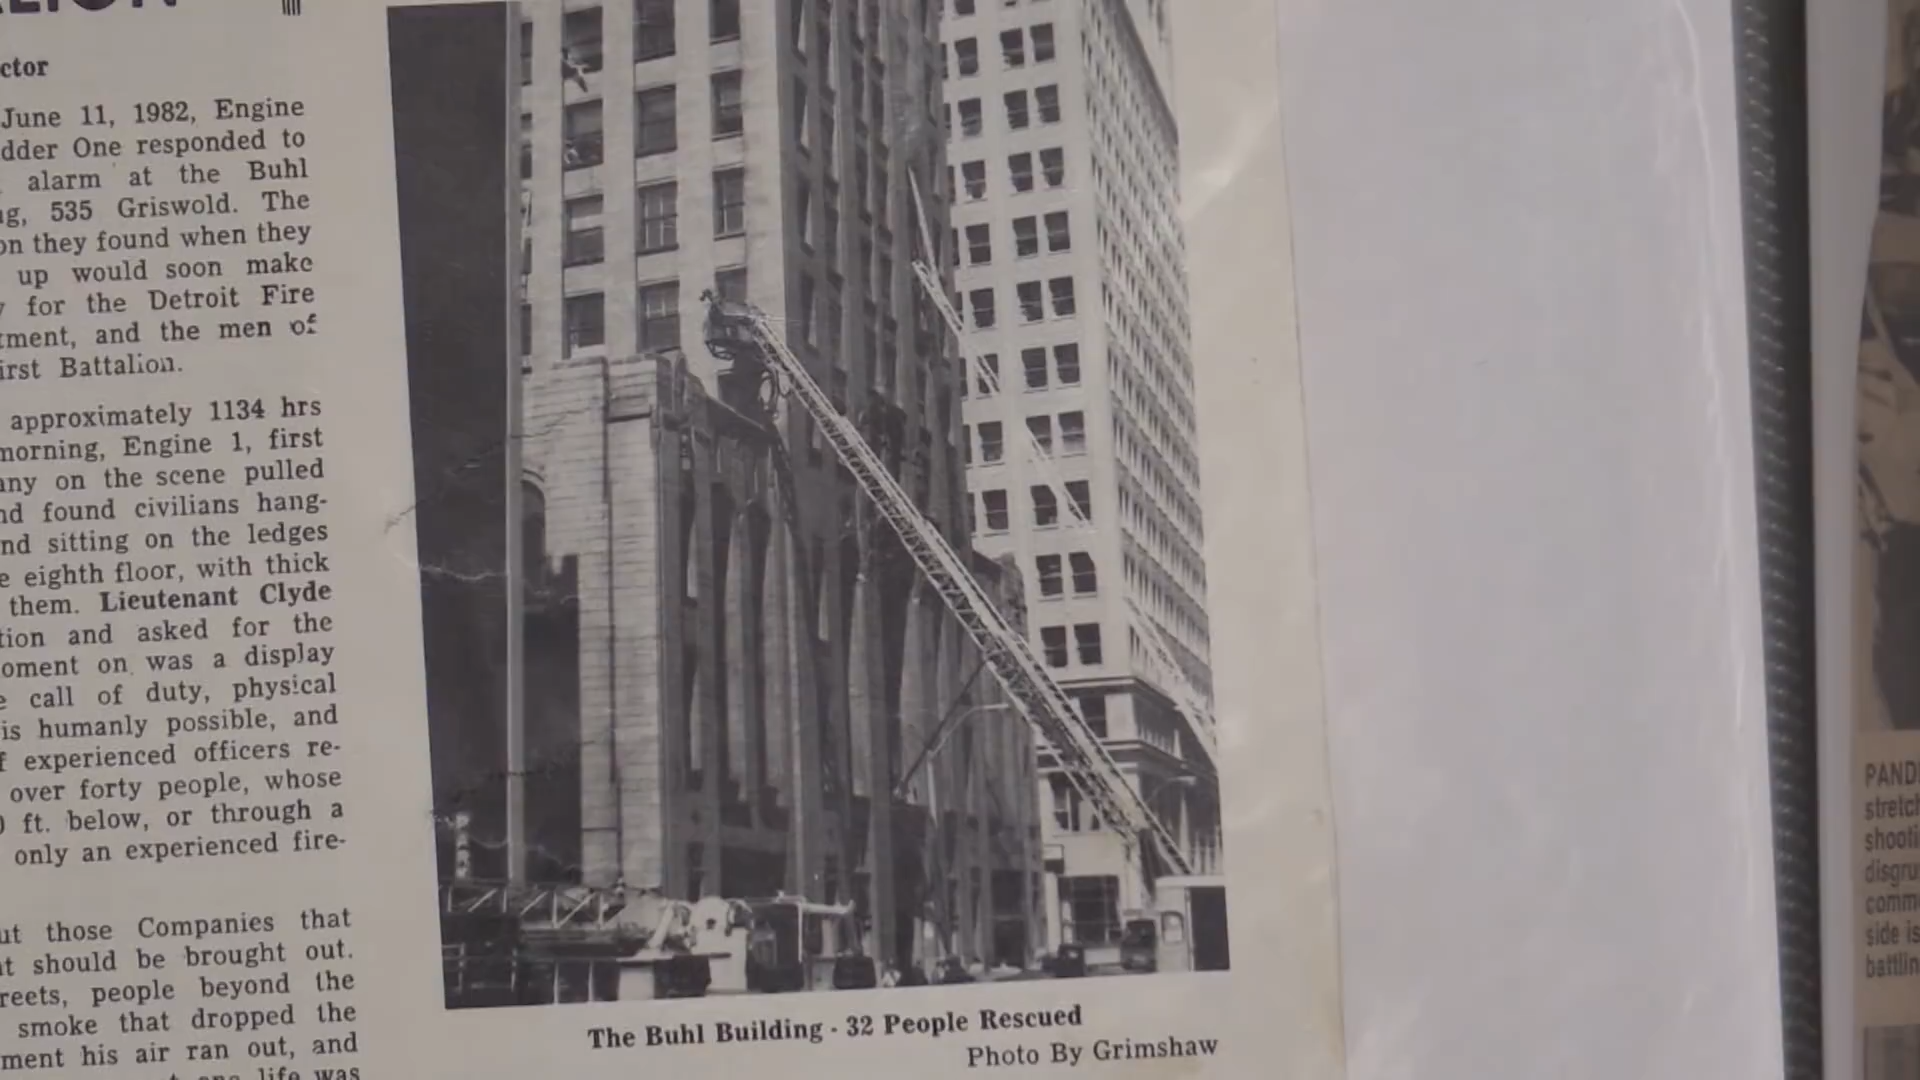 ctor
June 11, 1982, Engine
dder One responded to
alarm at the Buhl
g, 535 Griswold. The
on they found when they
up would soon make
for the Detroit Fire
tment, and the men of
irst Battalion.
approximately 1134 hrs
morning, Engine 1, first
any on the scene pulled
nd found civilians hang-
nd sitting on the ledges
e eighth floor, with thick
them. Lieutenant Clyde
tion and asked for the
oment on was a display
e call of duty, physical
is humanly possible, and
f experienced officers re-
over forty people, whose
0 ft. below, or through a
only an experienced fire-
ut those Companies that
t should be brought out.
reets, people beyond the
smoke that dropped the
ment his air ran out, and
one life was
The Buhl Building - 32 People Rescued
Photo By Grimshaw
PAND
stretch
shooti
disgru
comm
side is
battlin